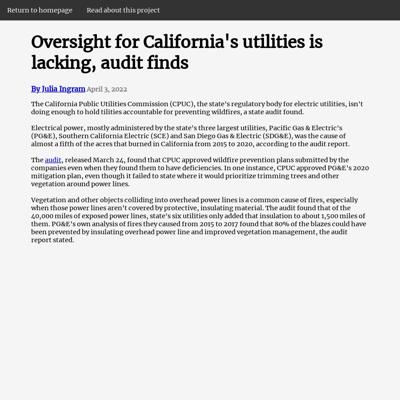 Return to homepage Read about this project
Oversight for California's utilities is
lacking, audit finds
By Julia Ingram April 3, 2022
The California Public Utilities Commission (CPUC), the state's regulatory body for electric utilities, isn't
doing enough to hold tilities accountable for preventing wildfires, a state audit found.
Electrical power, mostly administered by the state's three largest utilities, Pacific Gas & Electric's
(PG&E), Southern California Electric (SCE) and San Diego Gas & Electric (SDG&E), was the cause of
almost a fifth of the acres that burned in California from 2015 to 2020, according to the audit report.
The audit, released March 24, found that CPUC approved wildfire prevention plans submitted by the
companies even when they found them to have deficiencies. In one instance, CPUC approved PG&E's 2020
mitigation plan, even though it failed to state where it would prioritize trimming trees and other
vegetation around power lines.
Vegetation and other objects colliding into overhead power lines is a common cause of fires, especially
when those power lines aren't covered by protective, insulating material. The audit found that of the
40,000 miles of exposed power lines, state's six utilities only added that insulation to about 1,500 miles of
them. PG&E's own analysis of fires they caused from 2015 to 2017 found that 80% of the blazes could have
been prevented by insulating overhead power line and improved vegetation management, the audit
report stated.